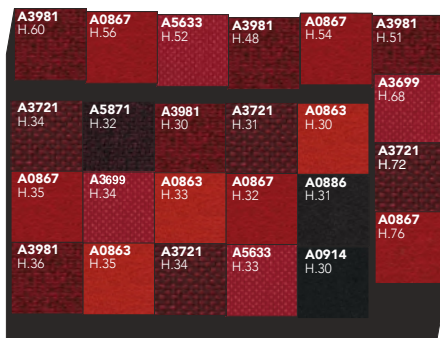 A3981
H.60
A0867
H.56
A5633
H.52
A3981
H.48
A0867
H.54
A3981
H.51
A3699
H.68
A3721
H.34
A5871
H.32
A3981
H.30
A3721
H.31
A0863
H.30
A3721
H.72
A0867
H.35
A3699
H.34
A0863
H.33
A0867
H.32
A0886
H.31
A0867
H.76
A3981
H.36
A0863
H.35
A3721
H.34
A5633
H.33
A0914
H.30